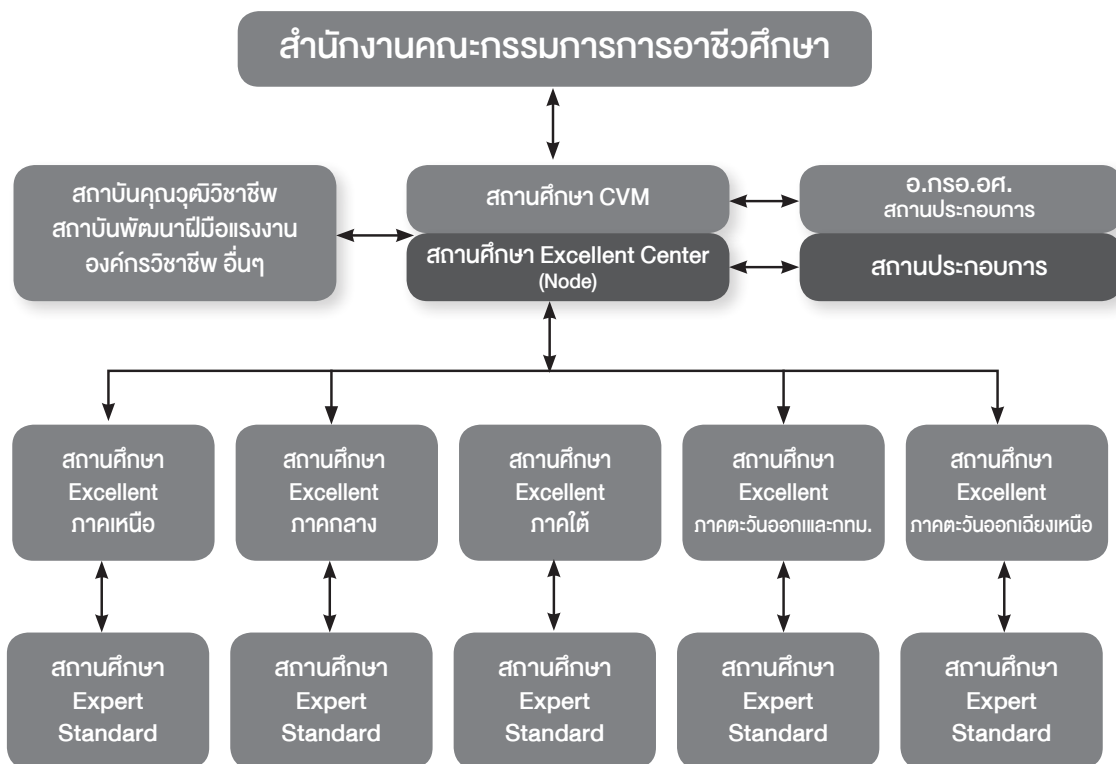 สำนักงานคณะกรรมการการอาชีวศึกษา
สถาบันคุณวุฒิวิชาชีพ
สถาบันพัฒนาฝีมือแรงงาน
องค์กรวิชาชีพ อื่นๆ
สถานศึกษา CVM
สถานศึกษา Excellent Center
(Node)
อ.กรอ.อศ.
สถานประกอบการ
สถานประกอบการ
สถานศึกษา
Excellent
ภาคเหนือ
สถานศึกษา
Excellent
ภาคกลาง
สถานศึกษา
Excellent
ภาคใต้
สถานศึกษา
Excellent
ภาคตะวันออกและกทม.
สถานศึกษา
Excellent
ภาคตะวันออกเฉียงเหนือ
สถานศึกษา
Expert
Standard
สถานศึกษา
Expert
Standard
สถานศึกษา
Expert
Standard
สถานศึกษา
Expert
Standard
สถานศึกษา
Expert
Standard